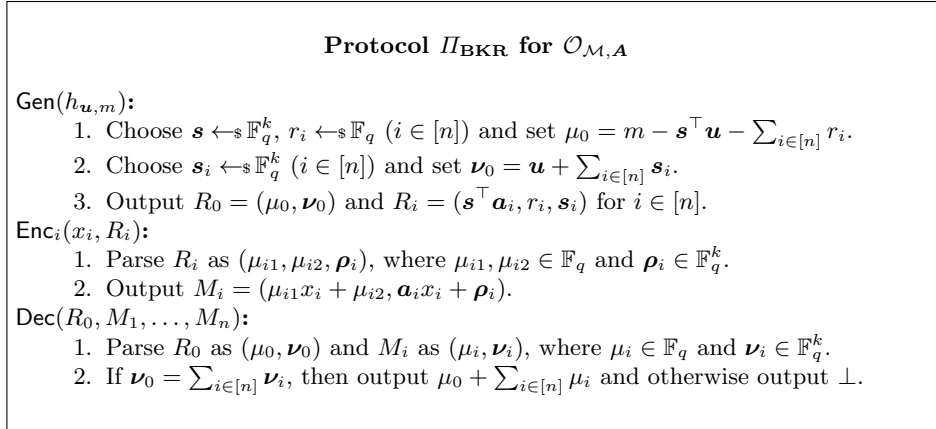 Protocol Π_BKR for 𝒪_{ℳ,𝑨}
Gen(h_{𝒖,m}):
1. Choose 𝒔 ←$ 𝔽_q^k, r_i ←$ 𝔽_q (i ∈ [n]) and set μ_0 = m − 𝒔^⊤𝒖 − ∑_{i∈[n]} r_i.
2. Choose 𝒔_i ←$ 𝔽_q^k (i ∈ [n]) and set 𝝂_0 = 𝒖 + ∑_{i∈[n]} 𝒔_i.
3. Output R_0 = (μ_0, 𝝂_0) and R_i = (𝒔^⊤𝒂_i, r_i, 𝒔_i) for i ∈ [n].
Enc_i(x_i, R_i):
1. Parse R_i as (μ_{i1}, μ_{i2}, 𝝆_i), where μ_{i1}, μ_{i2} ∈ 𝔽_q and 𝝆_i ∈ 𝔽_q^k.
2. Output M_i = (μ_{i1}x_i + μ_{i2}, 𝒂_i x_i + 𝝆_i).
Dec(R_0, M_1, . . . , M_n):
1. Parse R_0 as (μ_0, 𝝂_0) and M_i as (μ_i, 𝝂_i), where μ_i ∈ 𝔽_q and 𝝂_i ∈ 𝔽_q^k.
2. If 𝝂_0 = ∑_{i∈[n]} 𝝂_i, then output μ_0 + ∑_{i∈[n]} μ_i and otherwise output ⊥.